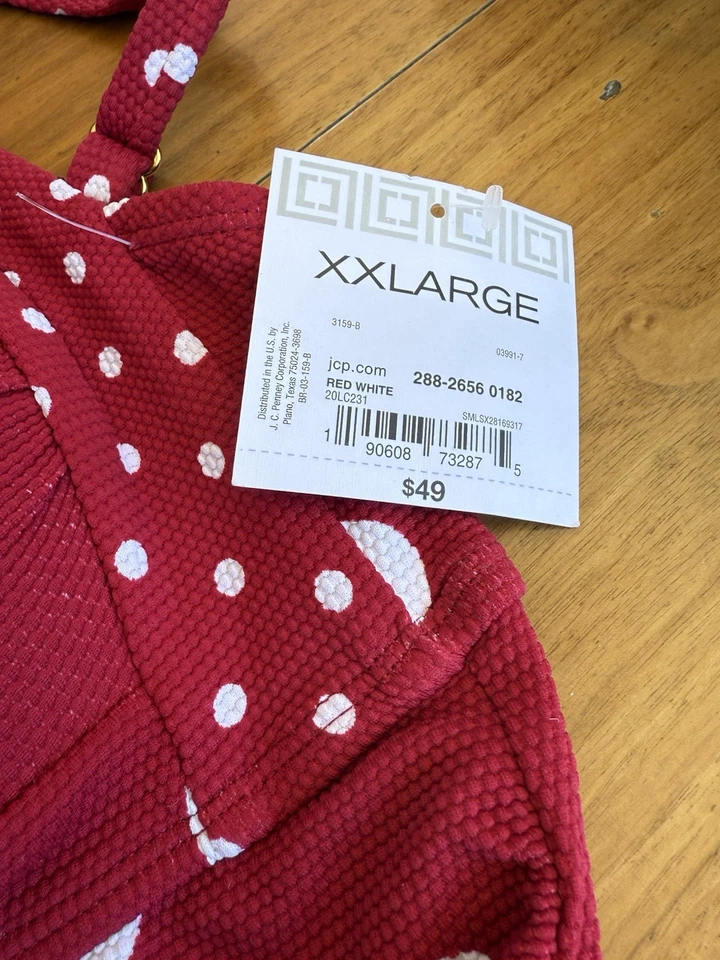 XXLARGE
3159-B
03991-7
Distributed in the U.S. by
J. C. Penney Corporation, Inc.
Plano, Texas 75024-3698
BR-03-159-B
jcp.com
288-2656 0182
RED WHITE
20LC231
SMLSX28169317
1 90608 73287 5
$49